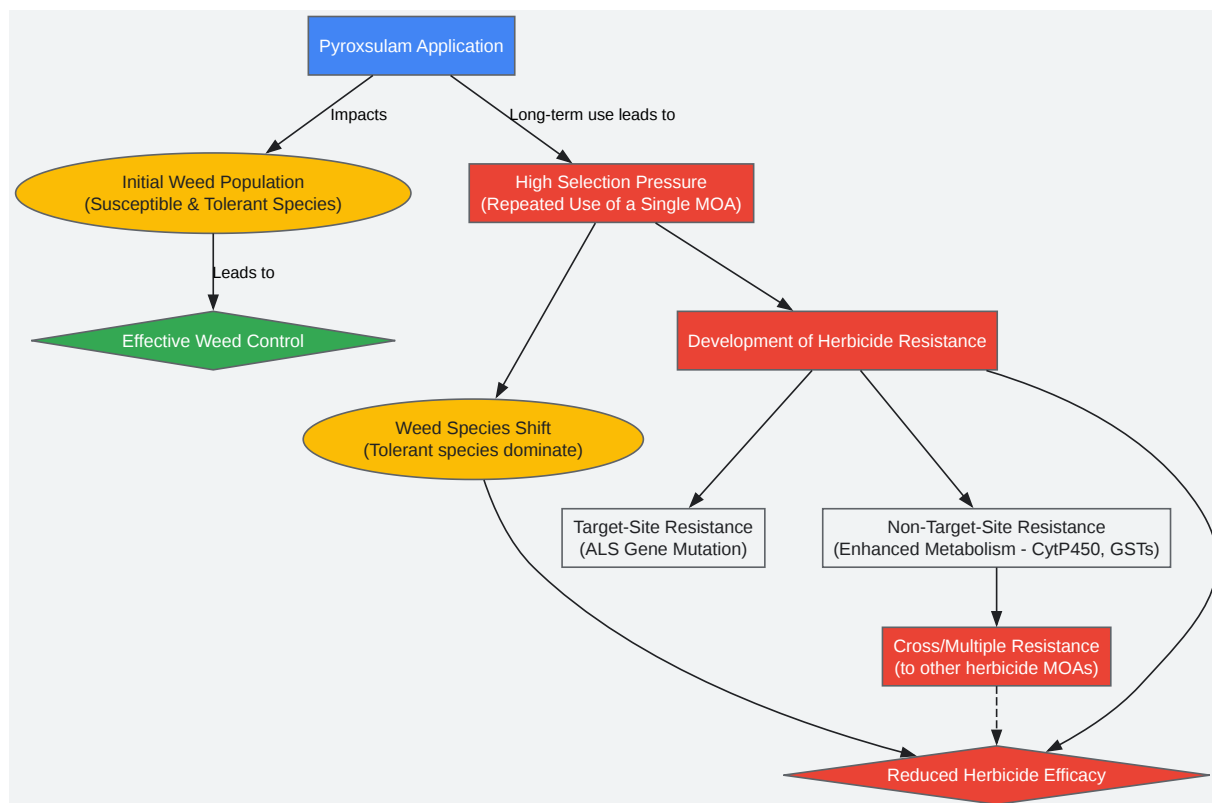 Pyroxsulam Application
Impacts
Long-term use leads to
Initial Weed Population
(Susceptible & Tolerant Species)
High Selection Pressure
(Repeated Use of a Single MOA)
Leads to
Effective Weed Control
Development of Herbicide Resistance
Weed Species Shift
(Tolerant species dominate)
Target-Site Resistance
(ALS Gene Mutation)
Non-Target-Site Resistance
(Enhanced Metabolism - CytP450, GSTs)
Cross/Multiple Resistance
(to other herbicide MOAs)
Reduced Herbicide Efficacy